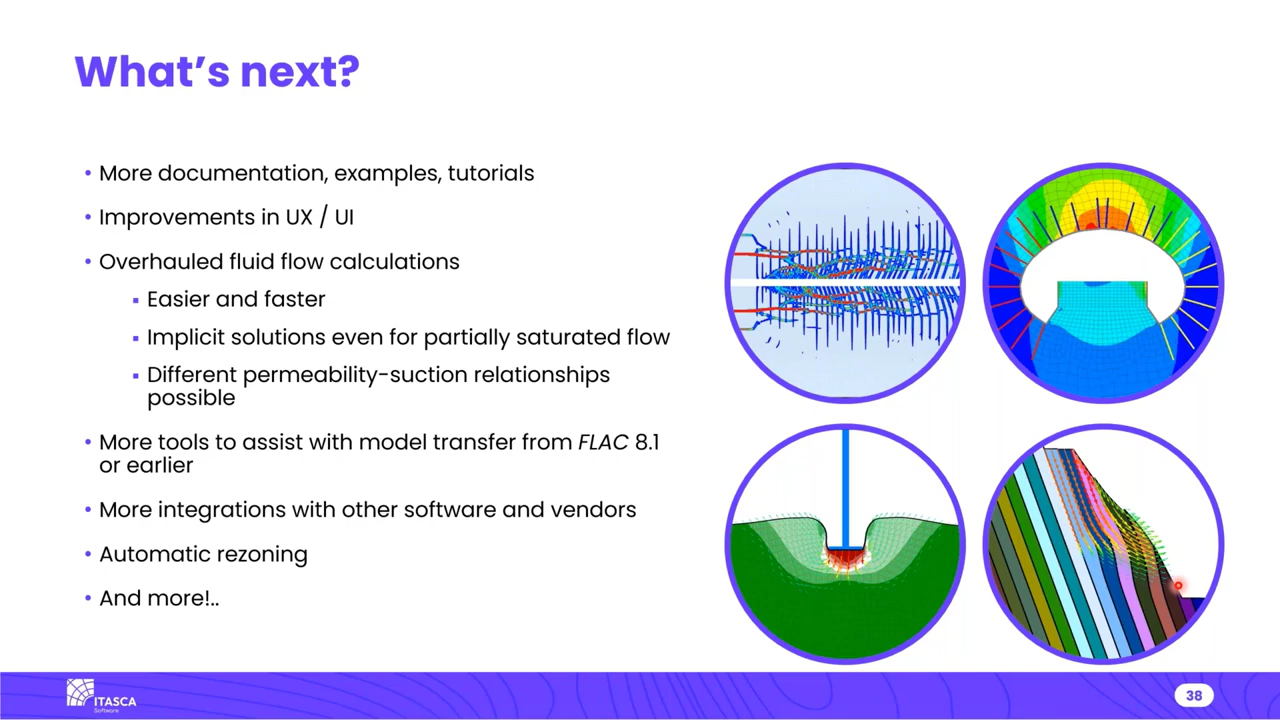 What's next?
• More documentation, examples, tutorials
• Improvements in UX / UI
• Overhauled fluid flow calculations
▪ Easier and faster
▪ Implicit solutions even for partially saturated flow
▪ Different permeability-suction relationships
possible
• More tools to assist with model transfer from FLAC 8.1
or earlier
• More integrations with other software and vendors
• Automatic rezoning
• And more!..
ITASCA
Software
38